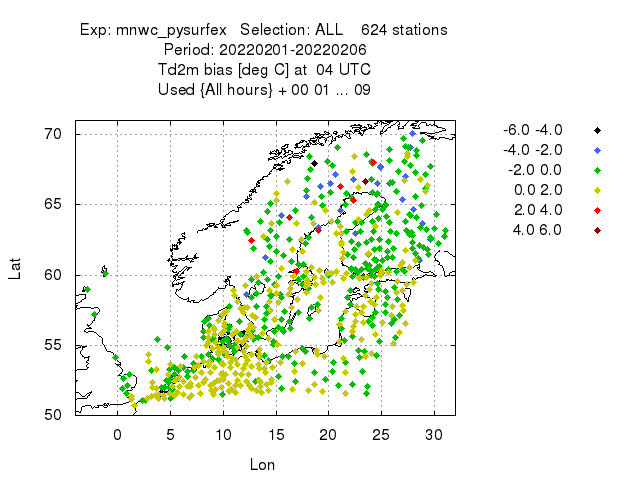 Exp: mnwc_pysurfex   Selection: ALL    624 stations
Period: 20220201-20220206
Td2m bias [deg C] at  04 UTC
Used {All hours} + 00 01 ... 09
70
65
60
55
50
Lat
0 5 10 15 20 25 30
Lon
-6.0 -4.0
-4.0 -2.0
-2.0 0.0
0.0 2.0
2.0 4.0
4.0 6.0